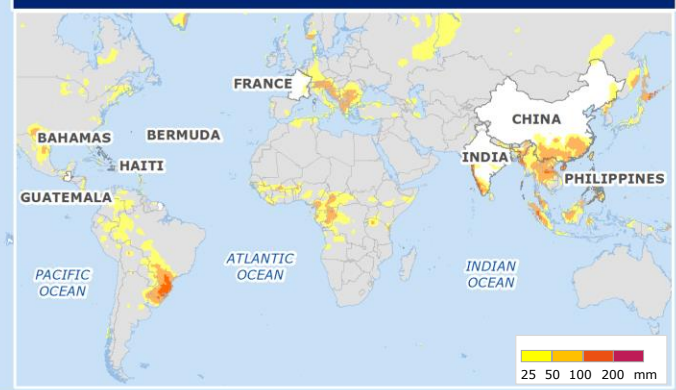 FRANCE
CHINA
BAHAMAS
BERMUDA
INDIA
HAITI
PHILIPPINES
GUATEMALA
ATLANTIC
OCEAN
PACIFIC
OCEAN
INDIAN
OCEAN
25 50 100 200 mm